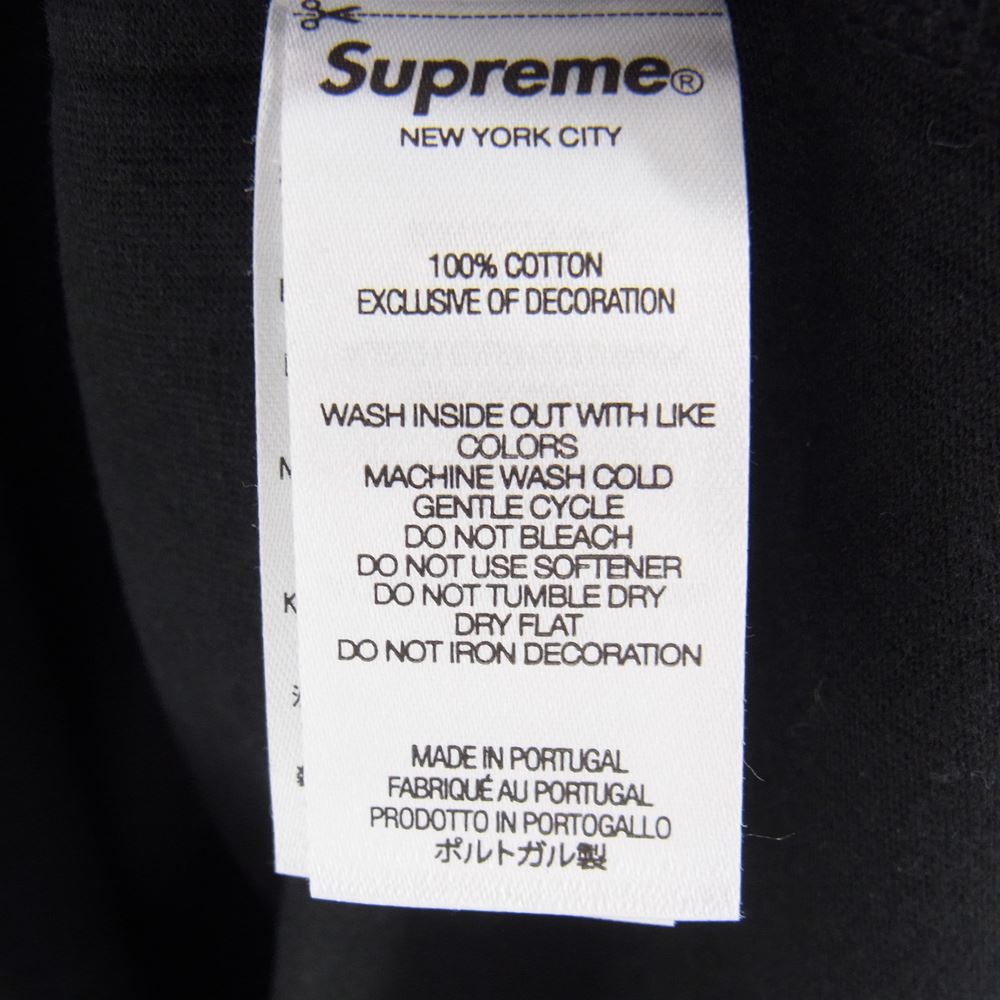 Supreme®
NEW YORK CITY
100% COTTON
EXCLUSIVE OF DECORATION
WASH INSIDE OUT WITH LIKE
COLORS
MACHINE WASH COLD
GENTLE CYCLE
DO NOT BLEACH
DO NOT USE SOFTENER
DO NOT TUMBLE DRY
DRY FLAT
DO NOT IRON DECORATION
MADE IN PORTUGAL
FABRIQUÉ AU PORTUGAL
PRODOTTO IN PORTOGALLO
ポルトガル製